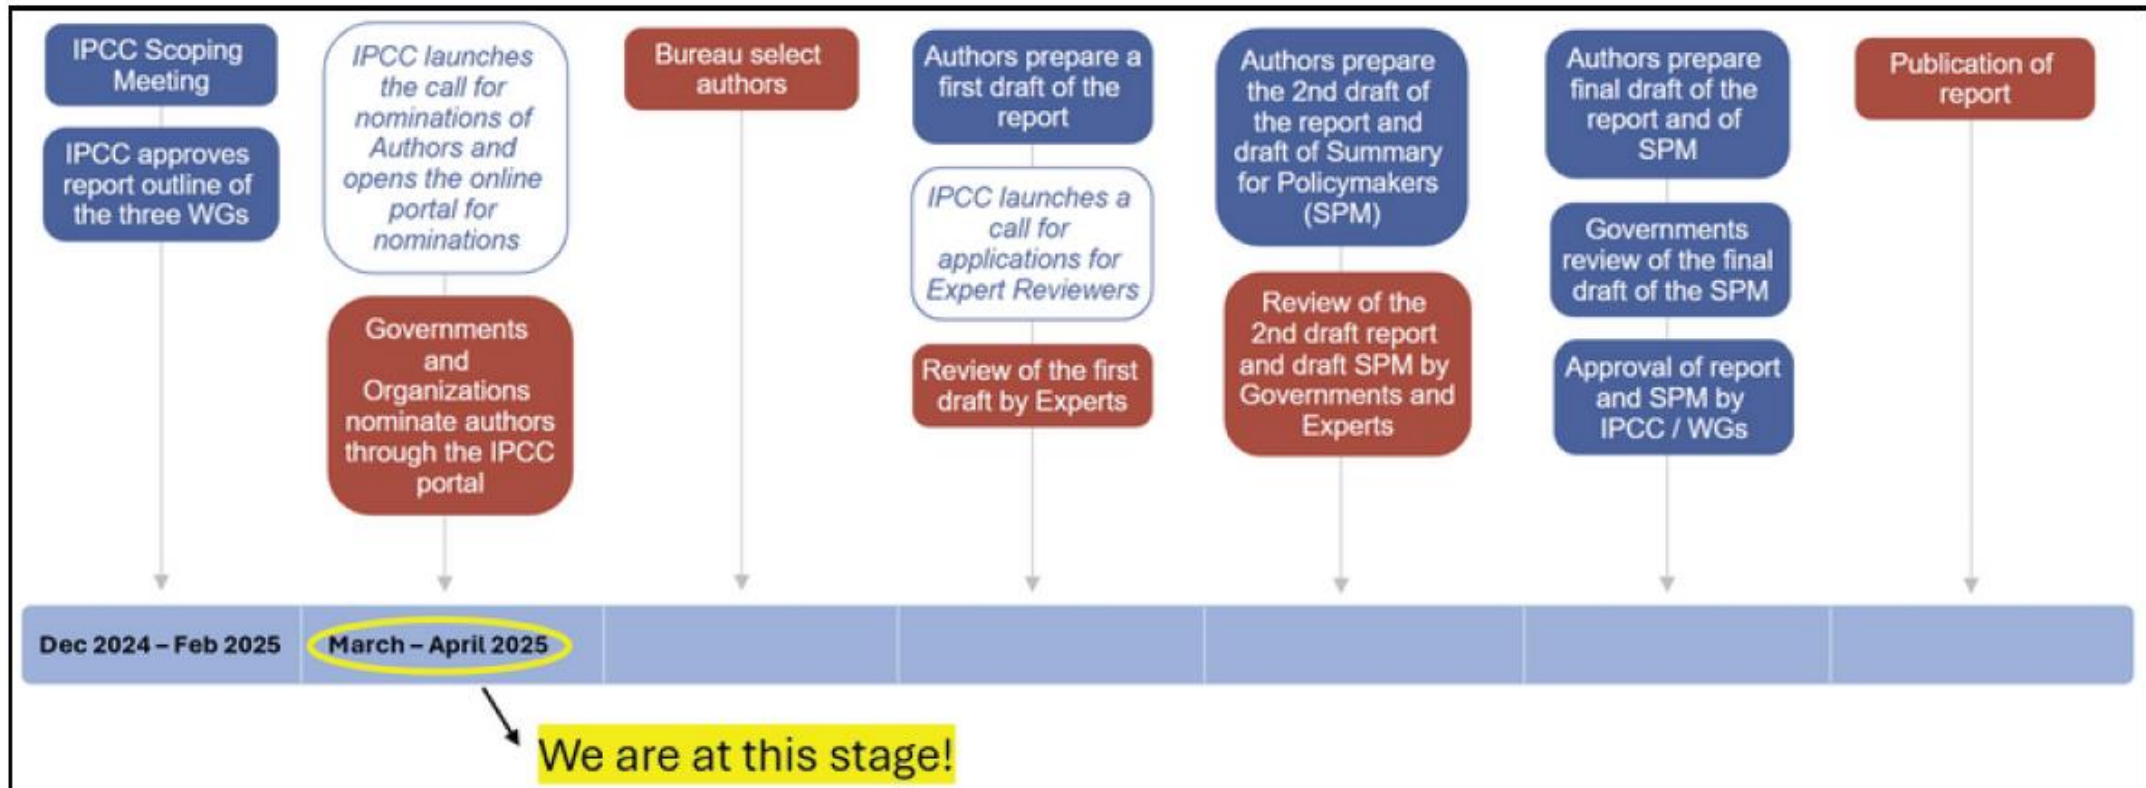 IPCC Scoping
Meeting
IPCC approves
report outline of
the three WGs
IPCC launches
the call for
nominations of
Authors and
opens the online
portal for
nominations
Governments
and
Organizations
nominate authors
through the IPCC
portal
Bureau select
authors
Authors prepare a
first draft of the
report
IPCC launches a
call for
applications for
Expert Reviewers
Review of the first
draft by Experts
Authors prepare
the 2nd draft of
the report and
draft of Summary
for Policymakers
(SPM)
Review of the
2nd draft report
and draft SPM by
Governments and
Experts
Authors prepare
final draft of the
report and of
SPM
Governments
review of the final
draft of the SPM
Approval of report
and SPM by
IPCC / WGs
Publication of
report
Dec 2024 – Feb 2025
March – April 2025
We are at this stage!